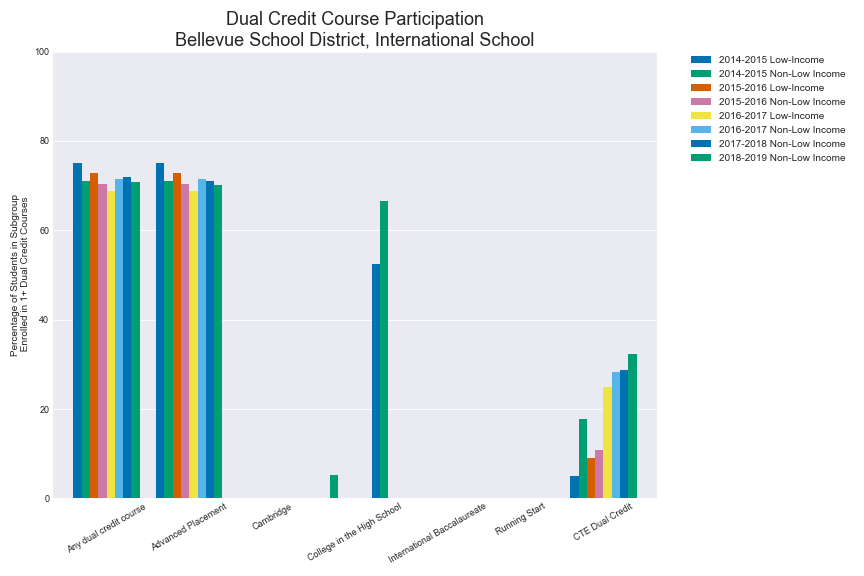 Dual Credit Course Participation
Bellevue School District, International School
100
80
60
40
20
0
Percentage of Students in Subgroup
Enrolled in 1+ Dual Credit Courses
Any dual credit course
Advanced Placement
Cambridge
College in the High School
International Baccalaureate
Running Start
CTE Dual Credit
2014-2015 Low-Income
2014-2015 Non-Low Income
2015-2016 Low-Income
2015-2016 Non-Low Income
2016-2017 Low-Income
2016-2017 Non-Low Income
2017-2018 Non-Low Income
2018-2019 Non-Low Income